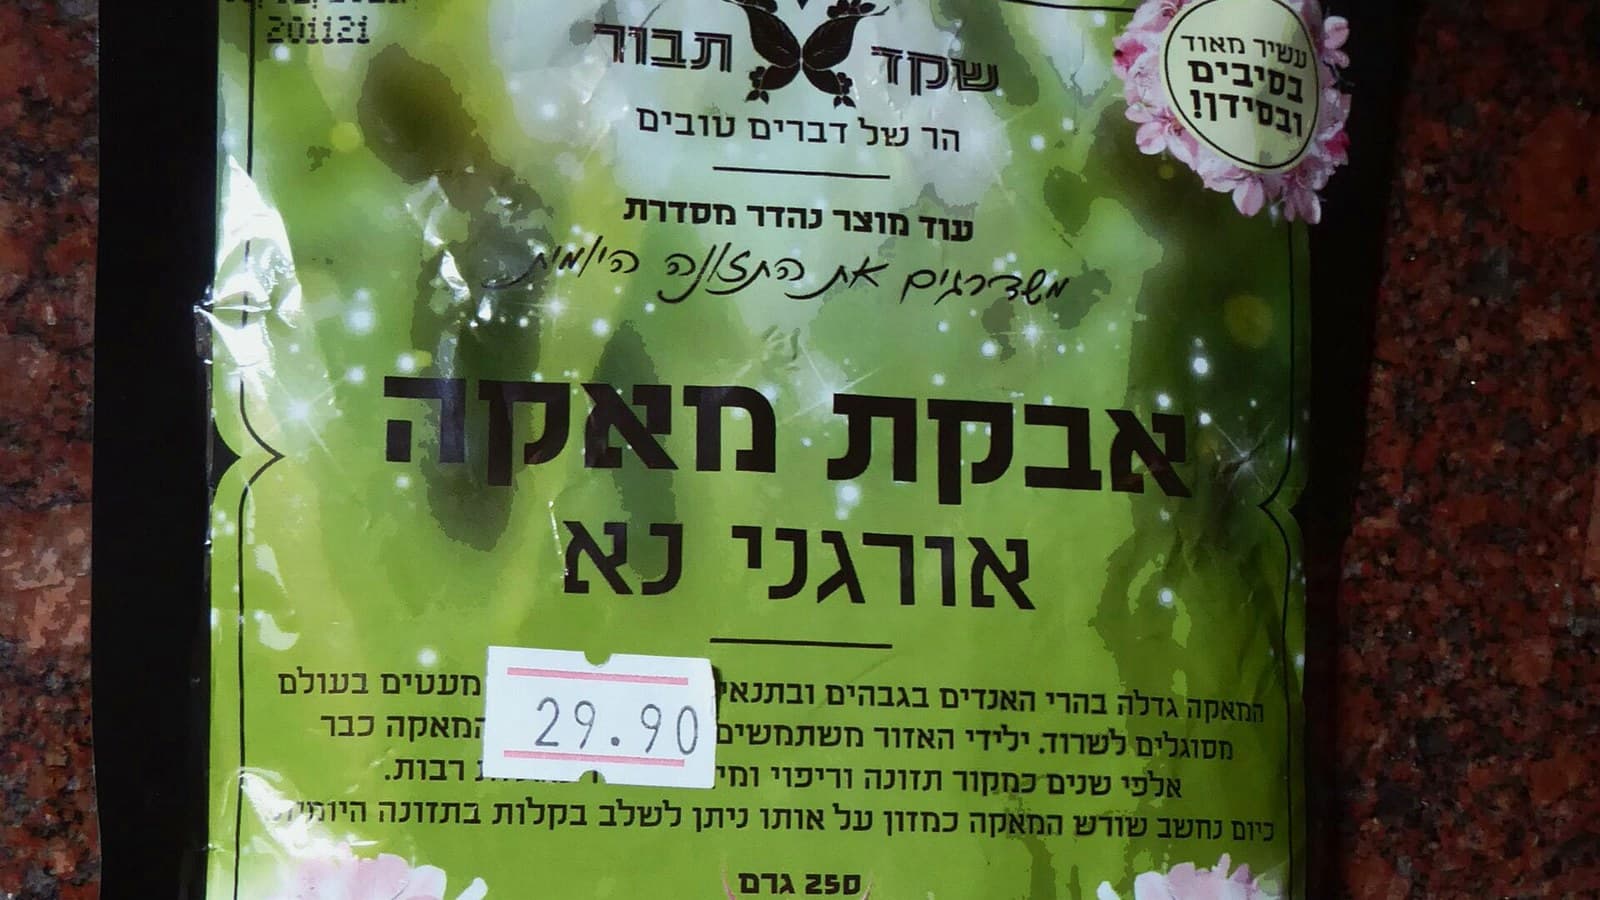 201121
שקד תבור
הר של דברים טובים
עשיר מאוד
בסיבים
ובסידן!
עוד מוצר נהדר מסדרת
משדרגים את התזונה היומית
אבקת מאקה
אורגני נא
המאקה גדלה בהרי האנדים בגבהים ובתנאי מעטים בעולם
מסוגלים לשרוד. ילידי האזור משתמשים המאקה כבר
אלפי שנים כמקור תזונה וריפוי רבות.
כיום נחשב שורש המאקה כמזון על אותו ניתן לשלב בקלות בתזונה היומית
29.90
250 גרם